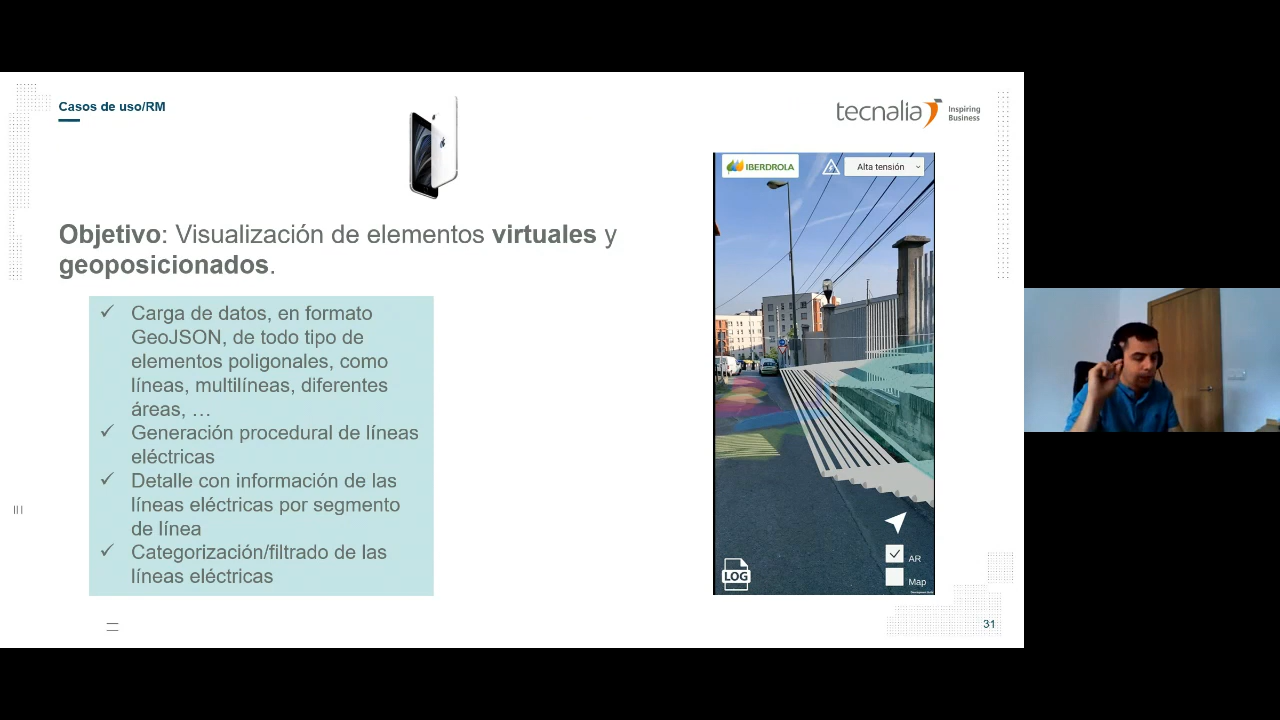 Casos de uso/RM
tecnalia Inspiring
Business
IBERDROLA
Alta tensión
Objetivo: Visualización de elementos virtuales y
geoposicionados.
✓ Carga de datos, en formato
GeoJSON, de todo tipo de
elementos poligonales, como
líneas, multilíneas, diferentes
áreas, …
✓ Generación procedural de líneas
eléctricas
✓ Detalle con información de las
líneas eléctricas por segmento
de línea
✓ Categorización/filtrado de las
líneas eléctricas
LOG
AR
Map
31